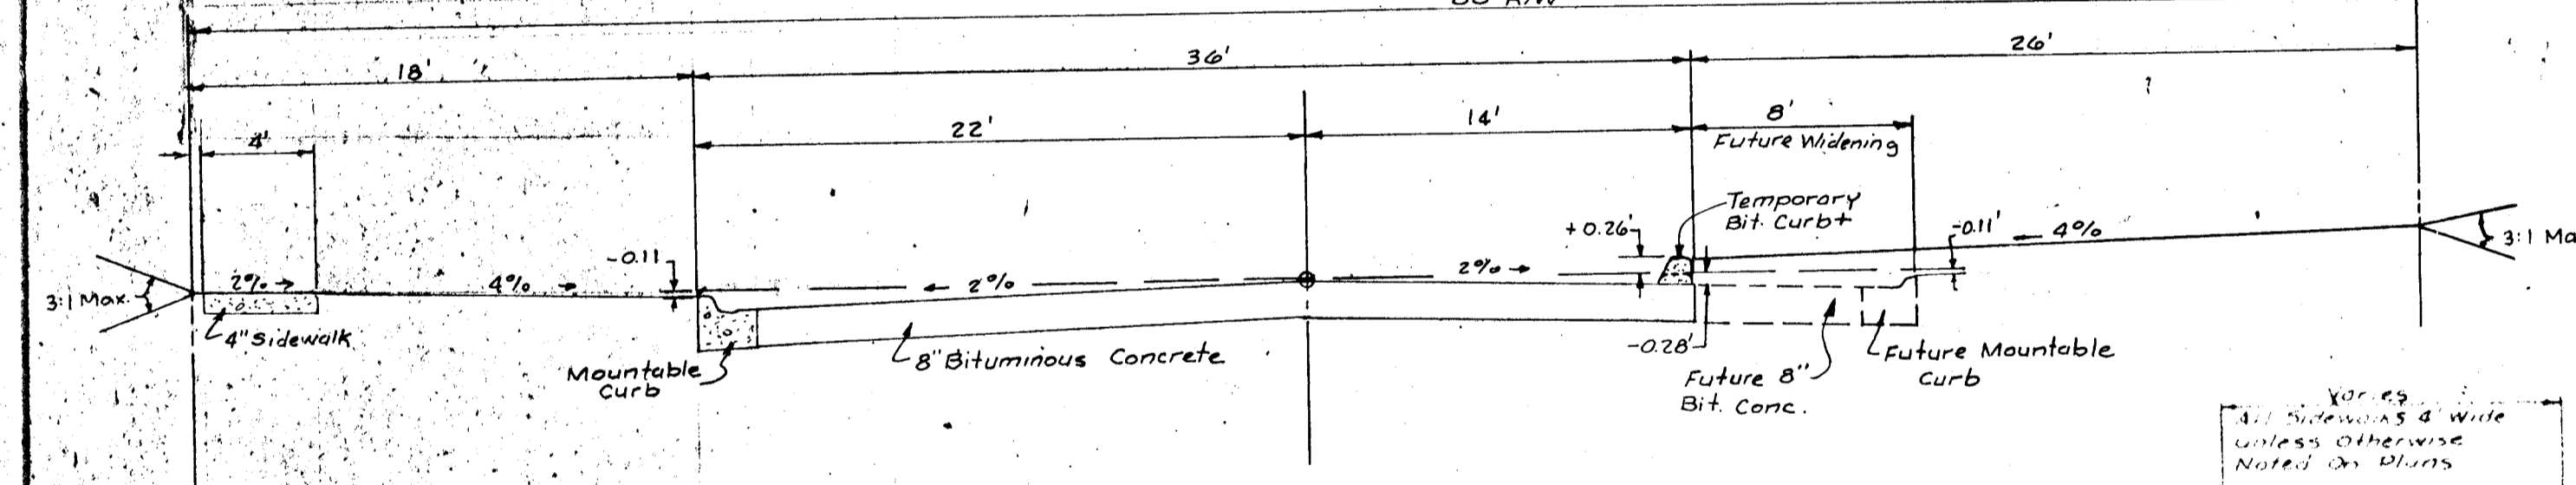 36'
26'
18'
22'
14'
8'
Future Widening
4'
Temporary
Bit. Curb+
+0.26'
-0.11'
4%
3:1 Ma
-0.11
2%
2%
4%
2%
3:1 Max.
4" Sidewalk
Mountable
Curb
8" Bituminous Concrete
-0.28'
Future 8"
Bit. Conc.
Future Mountable
Curb
Varies
All Sidewalks 4' Wide
Unless Otherwise
Noted On Plans